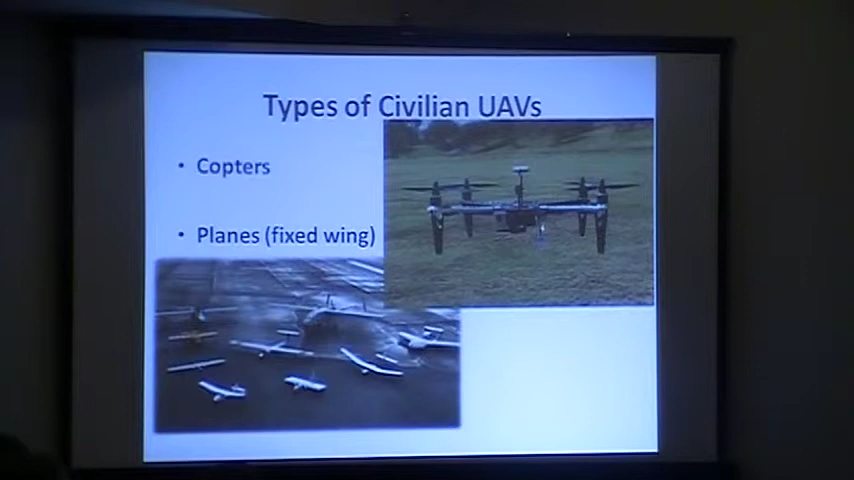 Types of Civilian UAVs
• Copters
• Planes (fixed wing)